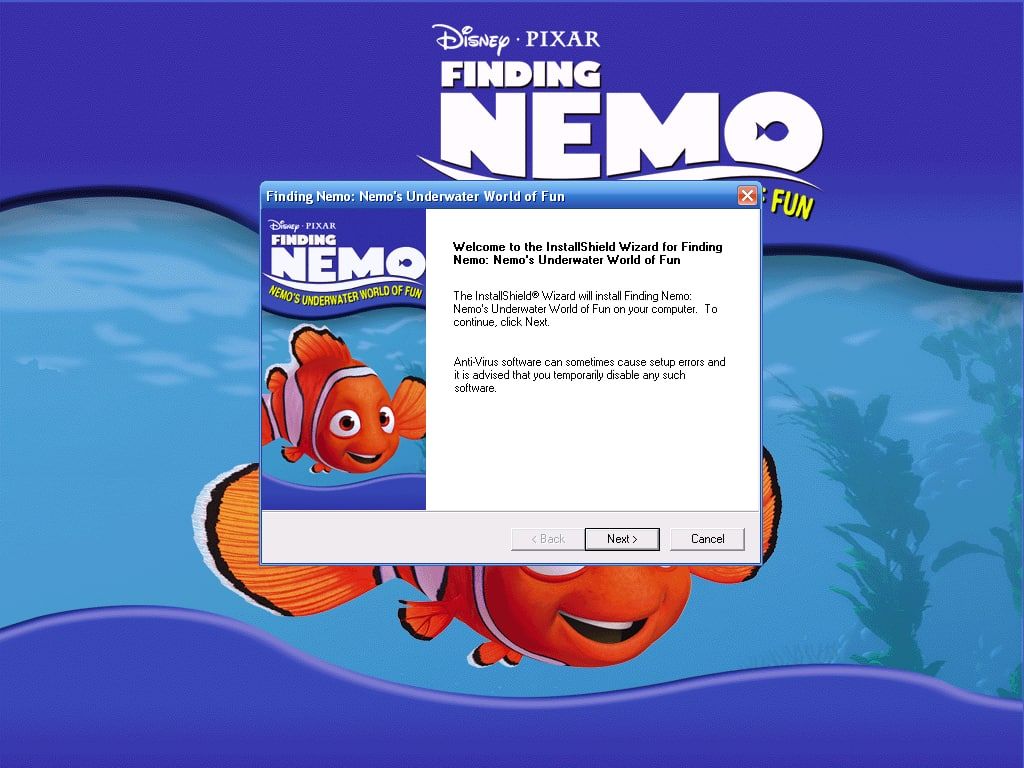 Disney · PIXAR
FINDING
NEMO
FUN
Finding Nemo: Nemo's Underwater World of Fun
Disney · PIXAR
FINDING
NEMO
NEMO'S UNDERWATER WORLD OF FUN
Welcome to the InstallShield Wizard for Finding
Nemo: Nemo's Underwater World of Fun
The InstallShield® Wizard will install Finding Nemo:
Nemo's Underwater World of Fun on your computer. To
continue, click Next.
Anti-Virus software can sometimes cause setup errors and
it is advised that you temporarily disable any such
software.
< Back
Next >
Cancel